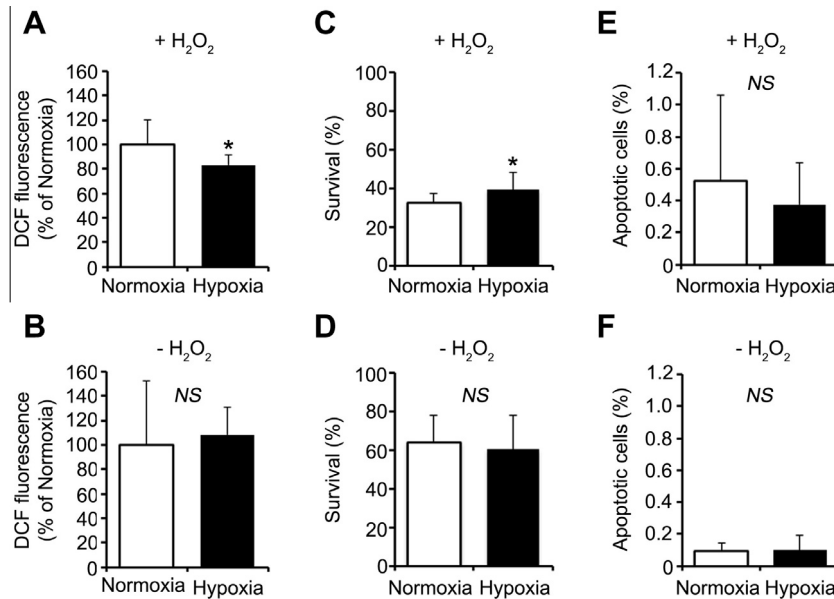 A
+ H₂O₂
DCF fluorescence
(% of Normoxia)
160
140
120
100
80
60
40
20
0
*
Normoxia Hypoxia
C
+ H₂O₂
Survival (%)
100
80
60
40
20
0
*
Normoxia Hypoxia
E
+ H₂O₂
Apoptotic cells (%)
1.2
1.0
0.8
0.6
0.4
0.2
0
NS
Normoxia Hypoxia
B
- H₂O₂
DCF fluorescence
(% of Normoxia)
160
140
120
100
80
60
40
20
0
NS
Normoxia Hypoxia
D
- H₂O₂
Survival (%)
100
80
60
40
20
0
NS
Normoxia Hypoxia
F
- H₂O₂
Apoptotic cells (%)
1.2
1.0
0.8
0.6
0.4
0.2
0
NS
Normoxia Hypoxia